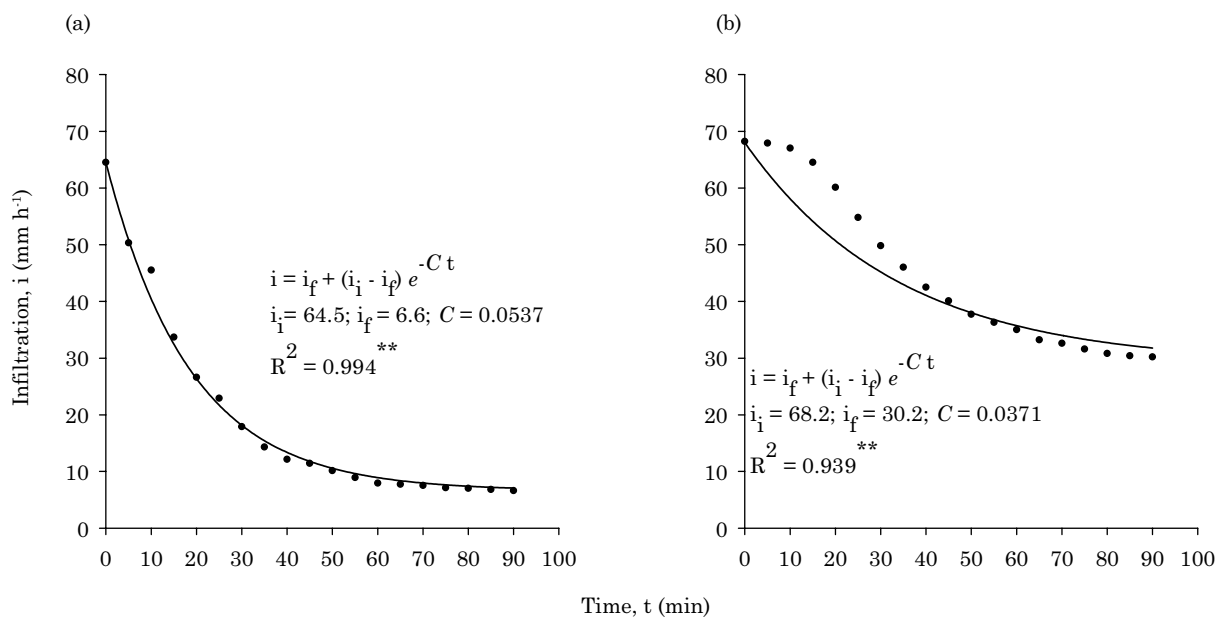 (a)
(b)
80
70
60
50
40
30
20
10
0
0 10 20 30 40 50 60 70 80 90 100
Infiltration, i (mm h-1)
i = if + (ii - if) e-C t
ii= 64.5; if = 6.6; C = 0.0537
R2 = 0.994**
80
70
60
50
40
30
20
10
0
0 10 20 30 40 50 60 70 80 90 100
i = if + (ii - if) e-C t
ii = 68.2; if = 30.2; C = 0.0371
R2 = 0.939**
Time, t (min)